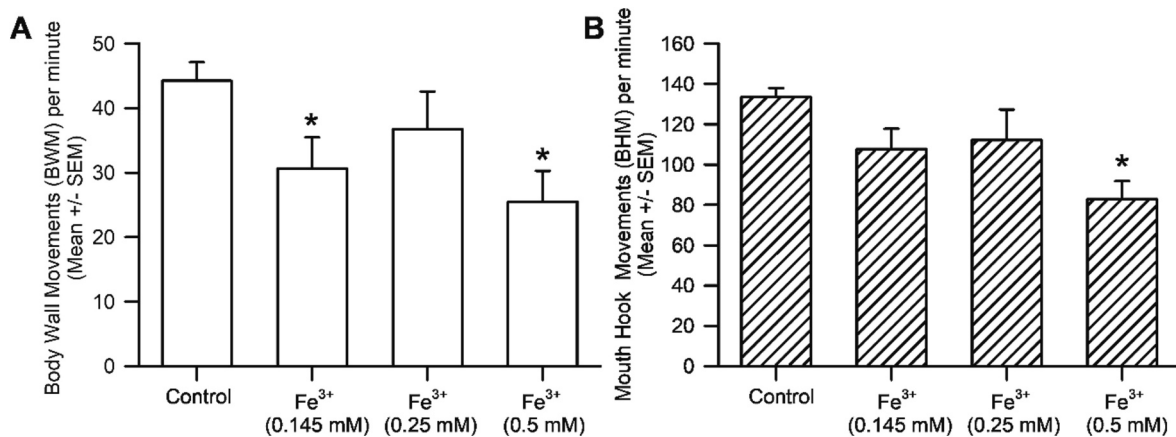 A
Body Wall Movements (BWM) per minute
(Mean +/- SEM)
50
40
30
20
10
0
*
*
Control
Fe³⁺
(0.145 mM)
Fe³⁺
(0.25 mM)
Fe³⁺
(0.5 mM)
B
Mouth Hook Movements (BHM) per minute
(Mean +/- SEM)
160
140
120
100
80
60
40
20
0
*
Control
Fe³⁺
(0.145 mM)
Fe³⁺
(0.25 mM)
Fe³⁺
(0.5 mM)